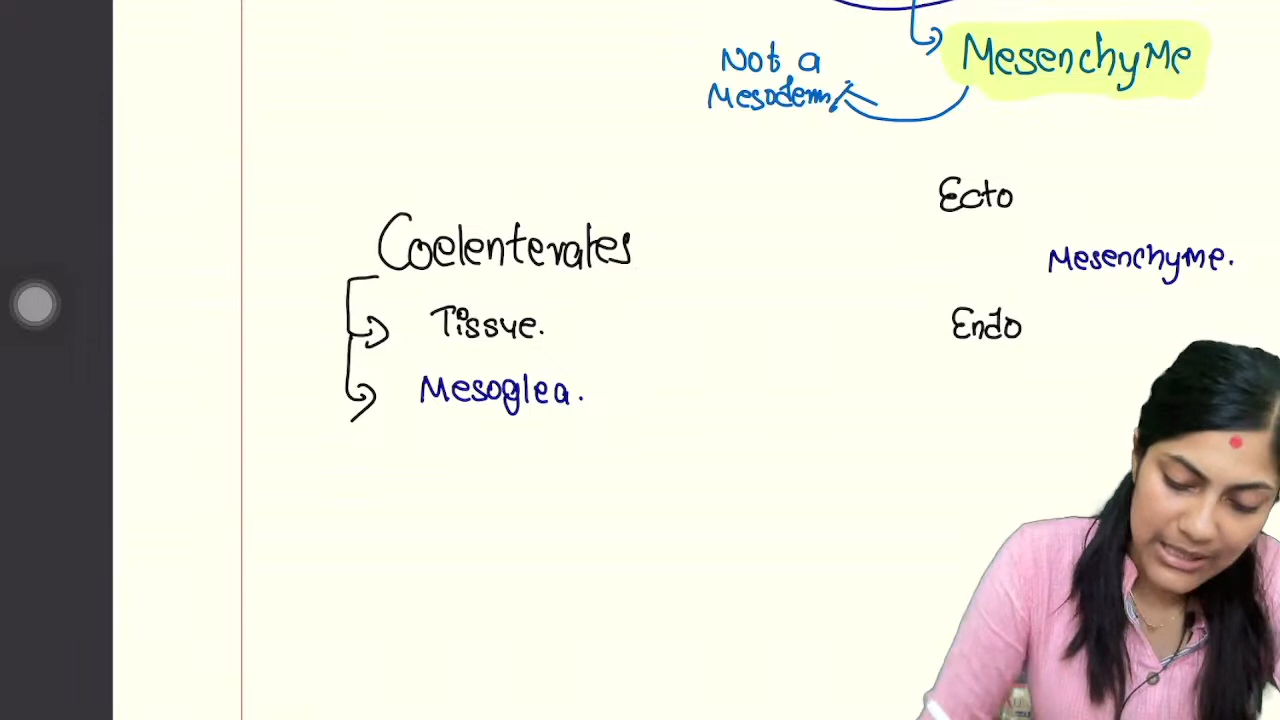 MesenchyMe
Not a
Mesoderm
Ecto
Coelenterates
Mesenchyme.
Tissue.
Endo
Mesoglea.